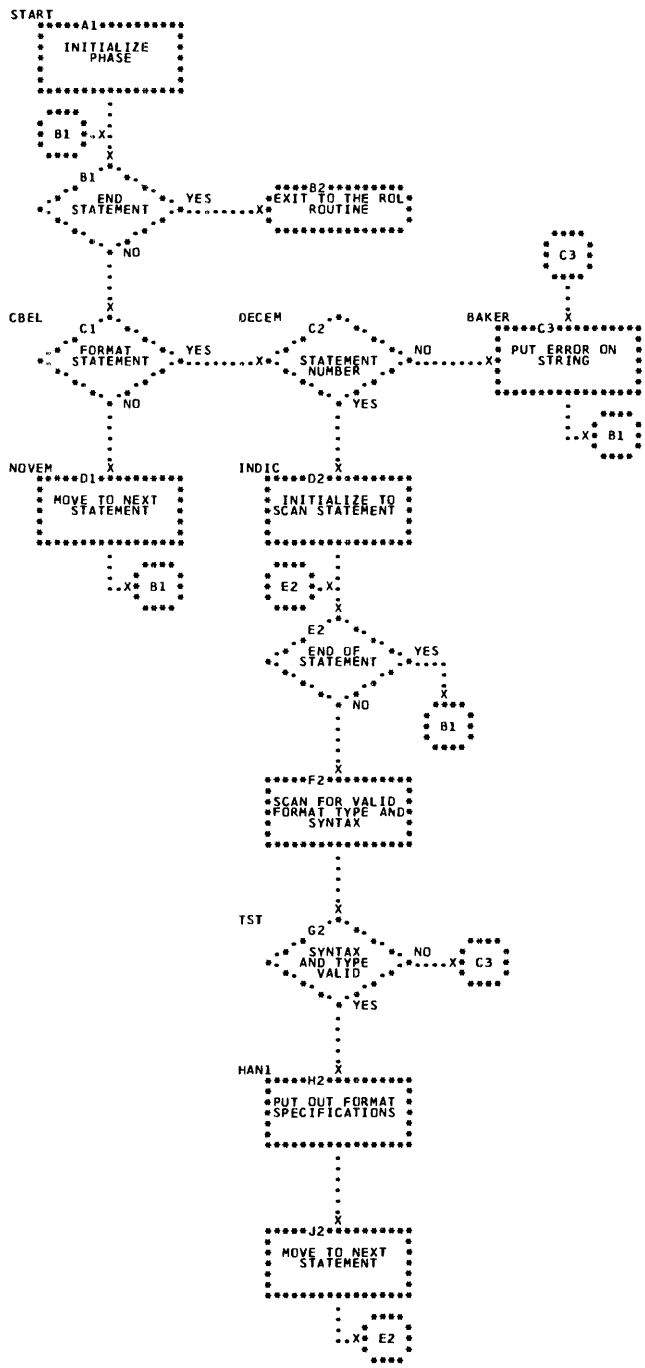 START
A1
INITIALIZE
PHASE
B1
B1
END
STATEMENT
YES
NO
B2
EXIT TO THE ROL
ROUTINE
C3
CBEL
C1
FORMAT
STATEMENT
YES
NO
DECEM
C2
STATEMENT
NUMBER
NO
YES
BAKER
C3
PUT ERROR ON
STRING
B1
NOVEM
D1
MOVE TO NEXT
STATEMENT
B1
INDIC
D2
INITIALIZE TO
SCAN STATEMENT
E2
E2
END OF
STATEMENT
YES
NO
B1
F2
SCAN FOR VALID
FORMAT TYPE AND
SYNTAX
TST
G2
SYNTAX
AND TYPE
VALID
NO
C3
YES
HAN1
H2
PUT OUT FORMAT
SPECIFICATIONS
J2
MOVE TO NEXT
STATEMENT
E2